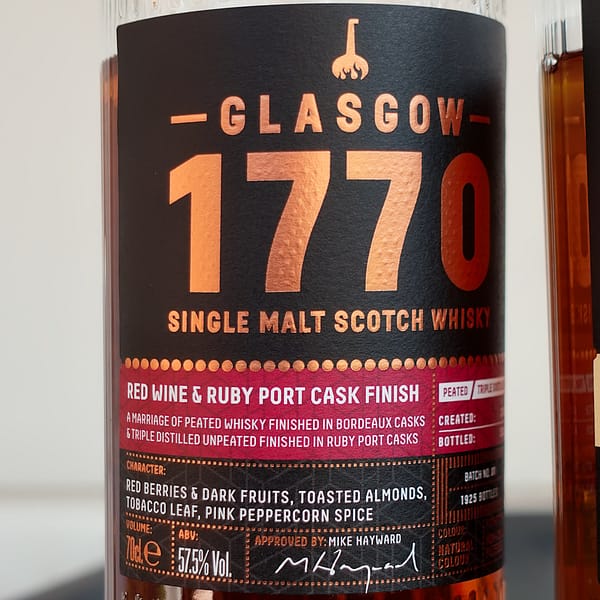 GLASGOW
1770
SINGLE MALT SCOTCH WHISKY
RED WINE & RUBY PORT CASK FINISH
A MARRIAGE OF PEATED WHISKY FINISHED IN BORDEAUX CASKS
& TRIPLE DISTILLED UNPEATED FINISHED IN RUBY PORT CASKS
PEATED / TRIPLE
CREATED:
BOTTLED:
CHARACTER:
RED BERRIES & DARK FRUITS, TOASTED ALMONDS,
TOBACCO LEAF, PINK PEPPERCORN SPICE
BATCH NO.
1925 BOTTLES
VOLUME:
70cl e
ABV:
57.5% Vol.
APPROVED BY: MIKE HAYWARD
COLOUR:
NATURAL
COLOUR